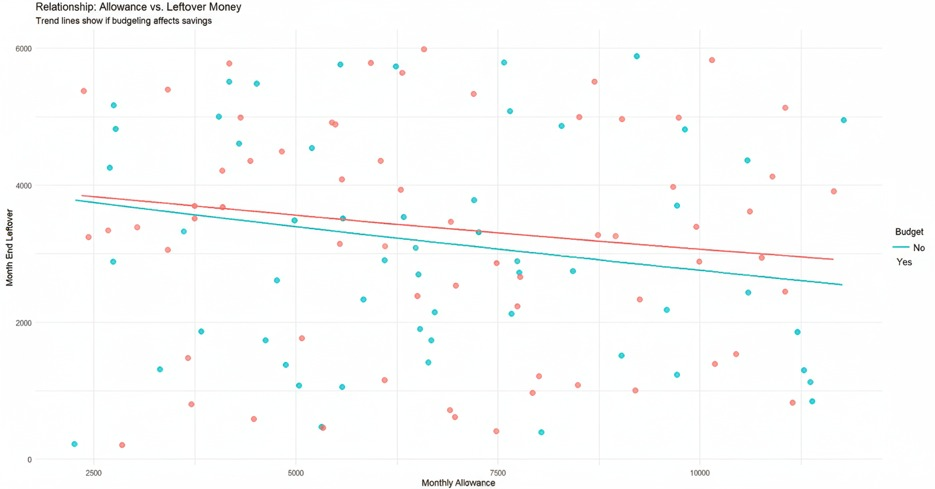 Relationship: Allowance vs. Leftover Money
Trend lines show if budgeting affects savings
6000
4000
2000
0
Month End Leftover
2500
5000
7500
10000
Monthly Allowance
Budget
No
Yes